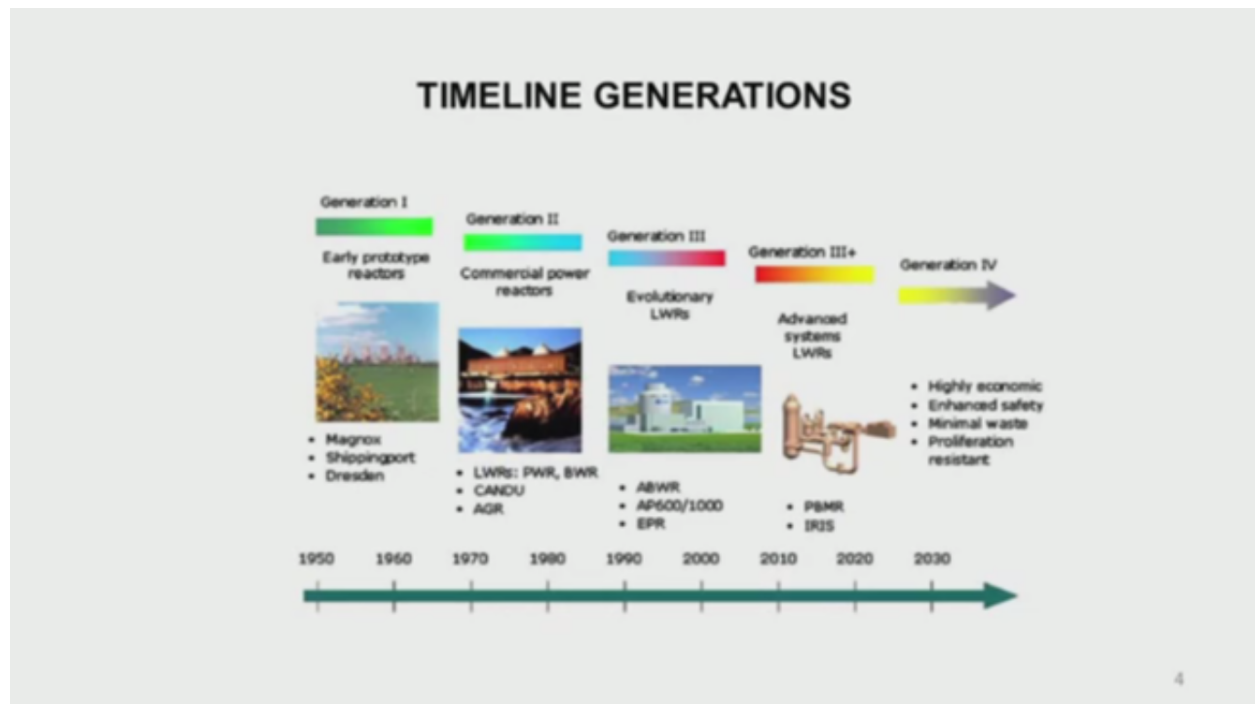 TIMELINE GENERATIONS
Generation I
Early prototype
reactors
• Magnox
• Shippingport
• Dresden
Generation II
Commercial power
reactors
• LWRs: PWR, BWR
• CANDU
• AGR
Generation III
Evolutionary
LWRs
• ABWR
• AP600/1000
• EPR
Generation III+
Advanced
systems
LWRs
• PBMR
• IRIS
Generation IV
• Highly economic
• Enhanced safety
• Minimal waste
• Proliferation
resistant
1950 1960 1970 1980 1990 2000 2010 2020 2030
4